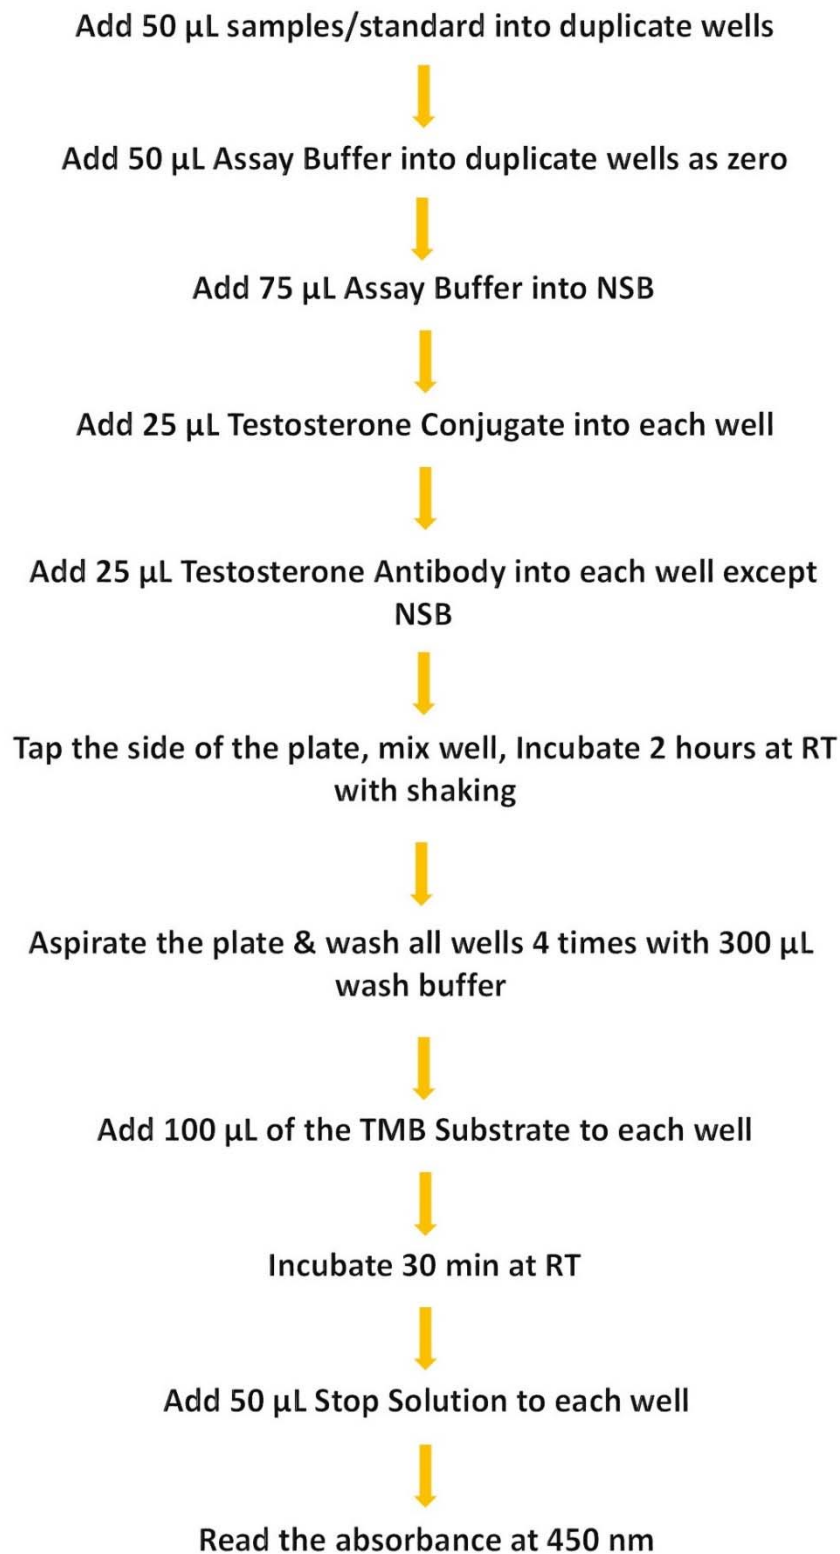 Add 50 µL samples/standard into duplicate wells
Add 50 µL Assay Buffer into duplicate wells as zero
Add 75 µL Assay Buffer into NSB
Add 25 µL Testosterone Conjugate into each well
Add 25 µL Testosterone Antibody into each well except
NSB
Tap the side of the plate, mix well, Incubate 2 hours at RT
with shaking
Aspirate the plate & wash all wells 4 times with 300 µL
wash buffer
Add 100 µL of the TMB Substrate to each well
Incubate 30 min at RT
Add 50 µL Stop Solution to each well
Read the absorbance at 450 nm